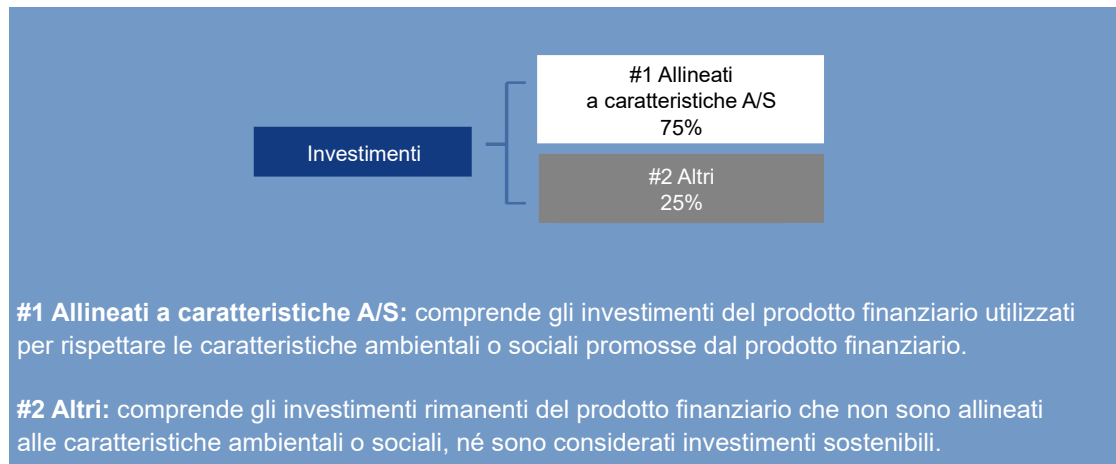 #1 Allineati
a caratteristiche A/S
75%
Investimenti
#2 Altri
25%
#1 Allineati a caratteristiche A/S: comprende gli investimenti del prodotto finanziario utilizzati
per rispettare le caratteristiche ambientali o sociali promosse dal prodotto finanziario.
#2 Altri: comprende gli investimenti rimanenti del prodotto finanziario che non sono allineati
alle caratteristiche ambientali o sociali, né sono considerati investimenti sostenibili.